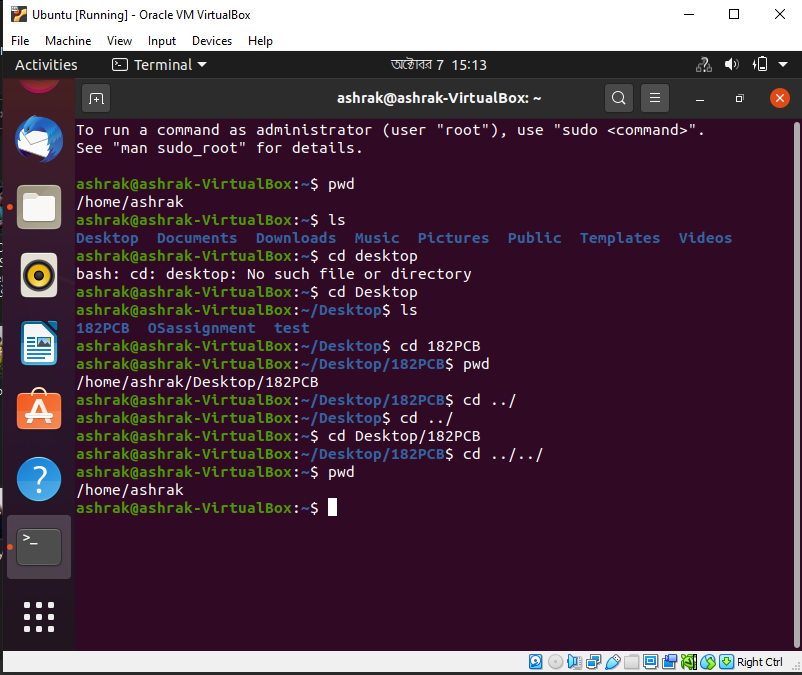 Ubuntu [Running] - Oracle VM VirtualBox
File Machine View Input Devices Help
Activities Terminal অক্টোবর 7 15:13
ashrak@ashrak-VirtualBox: ~
To run a command as administrator (user "root"), use "sudo <command>".
See "man sudo_root" for details.
ashrak@ashrak-VirtualBox:~$ pwd
/home/ashrak
ashrak@ashrak-VirtualBox:~$ ls
Desktop Documents Downloads Music Pictures Public Templates Videos
ashrak@ashrak-VirtualBox:~$ cd desktop
bash: cd: desktop: No such file or directory
ashrak@ashrak-VirtualBox:~$ cd Desktop
ashrak@ashrak-VirtualBox:~/Desktop$ ls
182PCB OSassignment test
ashrak@ashrak-VirtualBox:~/Desktop$ cd 182PCB
ashrak@ashrak-VirtualBox:~/Desktop/182PCB$ pwd
/home/ashrak/Desktop/182PCB
ashrak@ashrak-VirtualBox:~/Desktop/182PCB$ cd ../
ashrak@ashrak-VirtualBox:~/Desktop$ cd ../
ashrak@ashrak-VirtualBox:~$ cd Desktop/182PCB
ashrak@ashrak-VirtualBox:~/Desktop/182PCB$ cd ../../
ashrak@ashrak-VirtualBox:~$ pwd
/home/ashrak
ashrak@ashrak-VirtualBox:~$
Right Ctrl